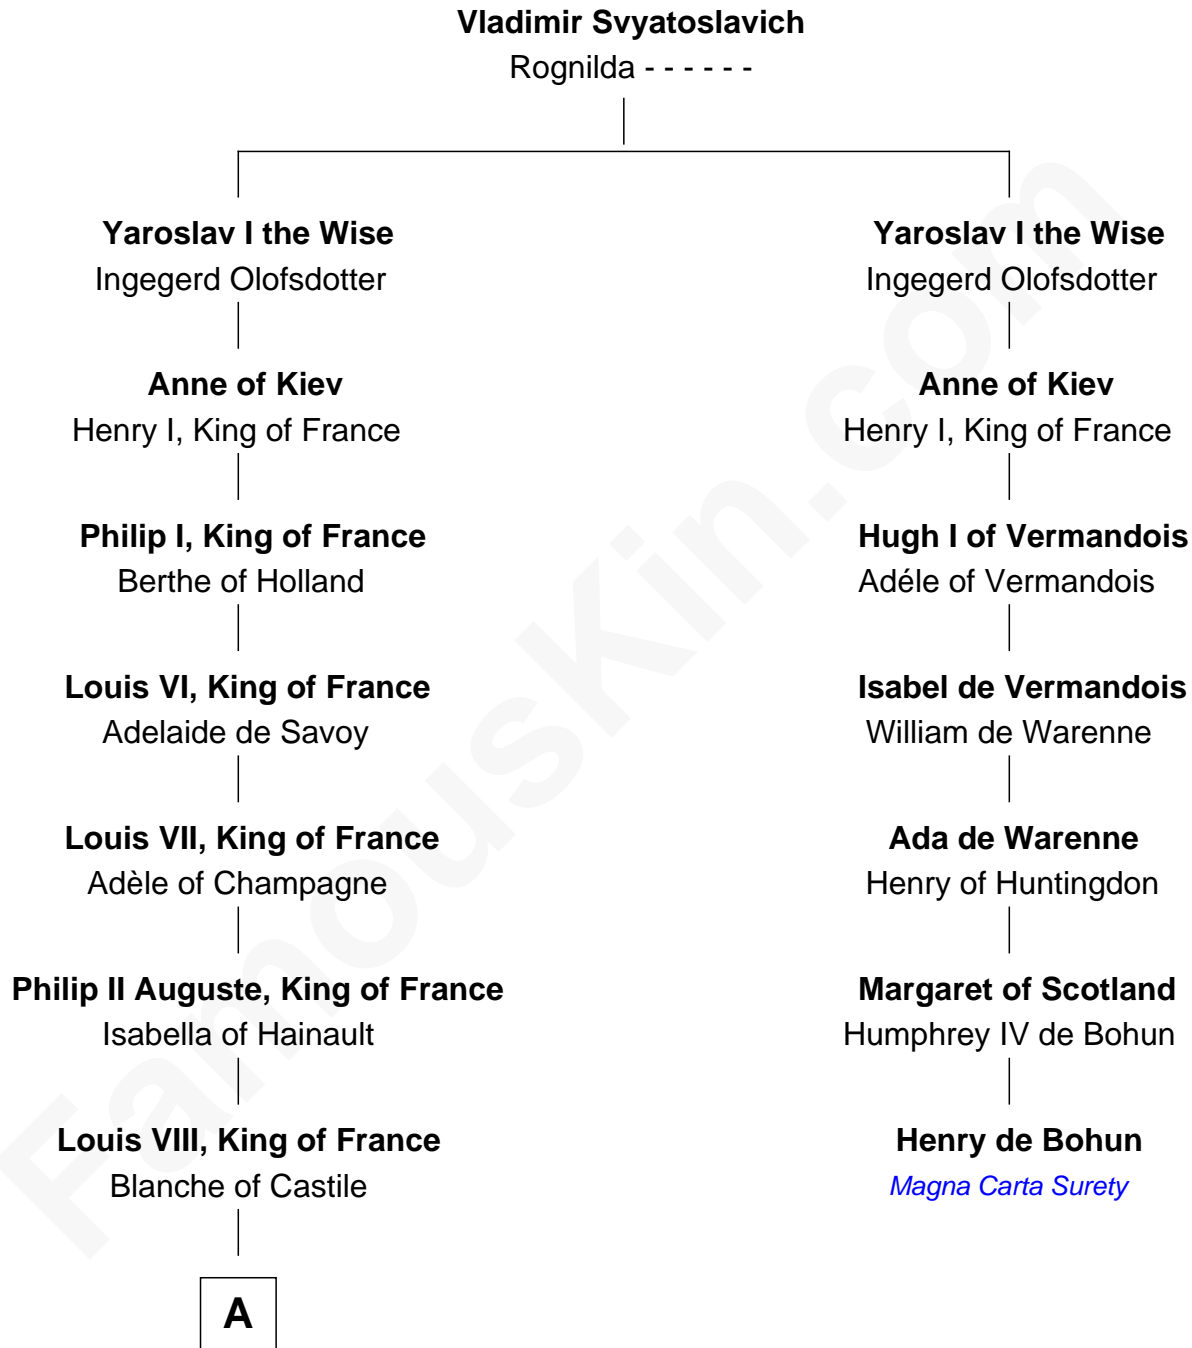 Vladimir Svyatoslavich
Rognilda - - - - - -
Yaroslav I the Wise
Ingegerd Olofsdotter
Anne of Kiev
Henry I, King of France
Philip I, King of France
Berthe of Holland
Louis VI, King of France
Adelaide de Savoy
Louis VII, King of France
Adèle of Champagne
Philip II Auguste, King of France
Isabella of Hainault
Louis VIII, King of France
Blanche of Castile
A
Yaroslav I the Wise
Ingegerd Olofsdotter
Anne of Kiev
Henry I, King of France
Hugh I of Vermandois
Adéle of Vermandois
Isabel de Vermandois
William de Warenne
Ada de Warenne
Henry of Huntingdon
Margaret of Scotland
Humphrey IV de Bohun
Henry de Bohun
Magna Carta Surety
FamousKin.com